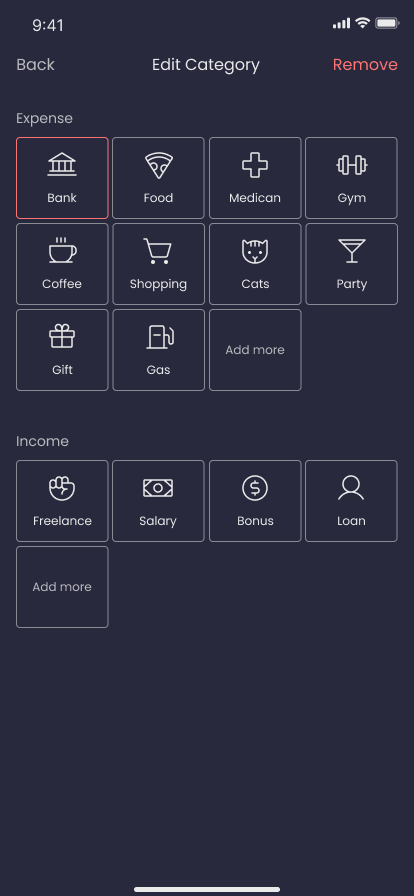 9:41
Back Edit Category Remove
Expense
Bank Food Medican Gym
Coffee Shopping Cats Party
Gift Gas Add more
Income
Freelance Salary Bonus Loan
Add more